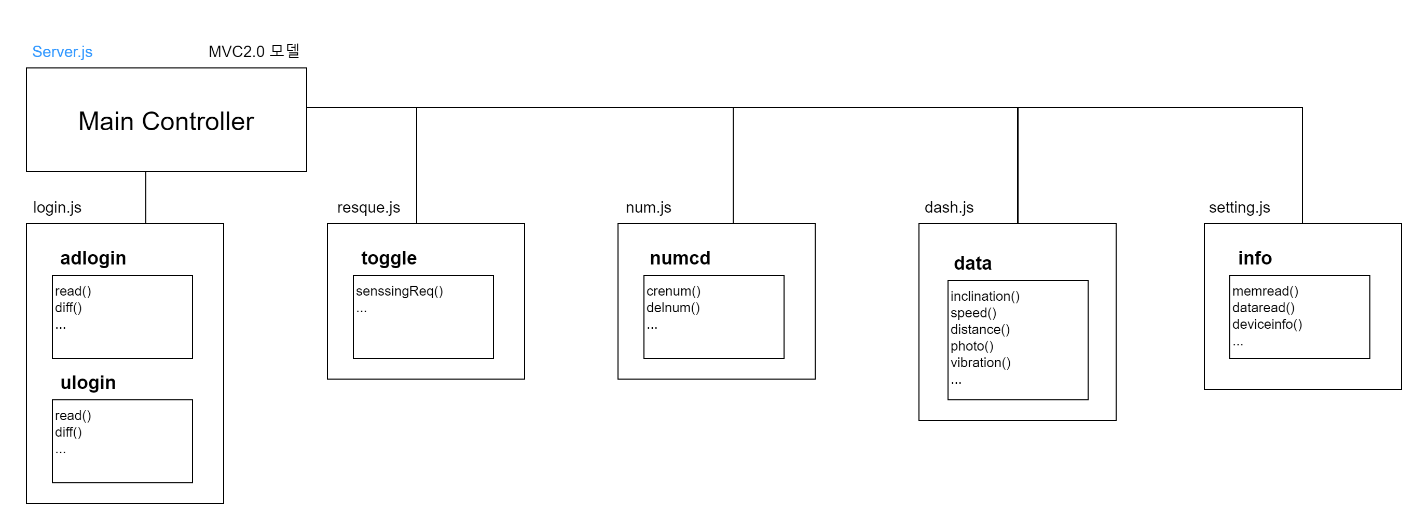 Server.js
MVC2.0 모델
Main Controller
login.js
adlogin
read()
diff()
...
ulogin
read()
diff()
...
resque.js
toggle
senssingReq()
...
num.js
numcd
crenum()
delnum()
...
dash.js
data
inclination()
speed()
distance()
photo()
vibration()
...
setting.js
info
memread()
dataread()
deviceinfo()
...